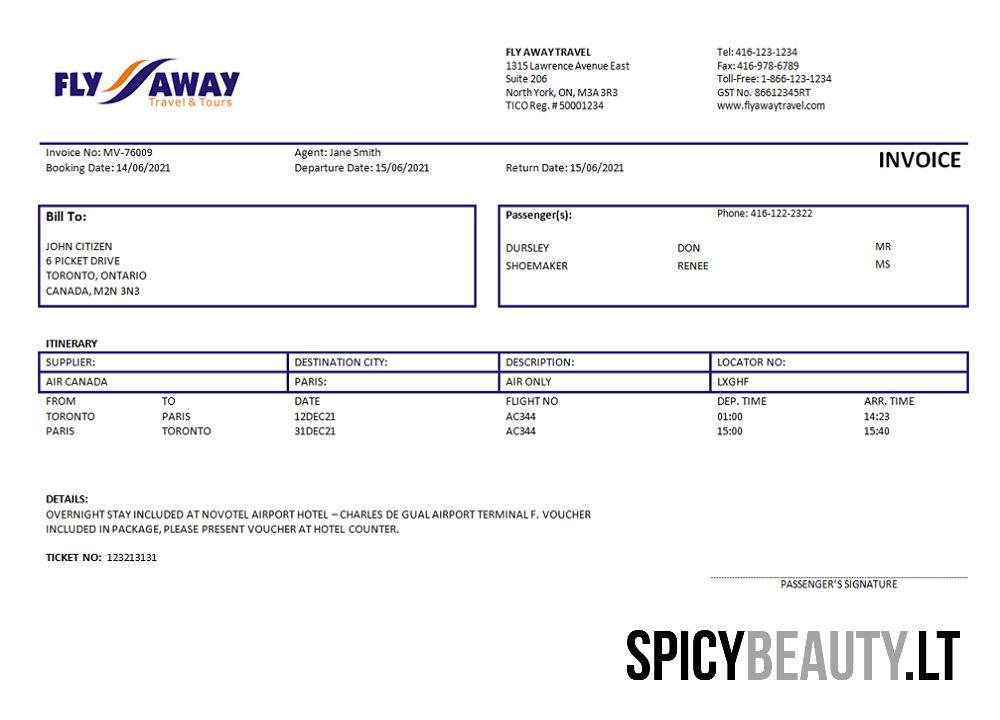 FLY AWAY
Travel & Tours
FLY AWAY TRAVEL
1315 Lawrence Avenue East
Suite 206
North York, ON, M3A 3R3
TICO Reg. # 50001234
Tel: 416-123-1234
Fax: 416-978-6789
Toll-Free: 1-866-123-1234
GST No. 86612345RT
www.flyawaytravel.com
Invoice No: MV-76009 Agent: Jane Smith
Booking Date: 14/06/2021 Departure Date: 15/06/2021 Return Date: 15/06/2021
INVOICE
Bill To:
JOHN CITIZEN
6 PICKET DRIVE
TORONTO, ONTARIO
CANADA, M2N 3N3
Passenger(s): Phone: 416-122-2322
DURSLEY DON MR
SHOEMAKER RENEE MS
ITINERARY
SUPPLIER: DESTINATION CITY: DESCRIPTION: LOCATOR NO:
AIR CANADA PARIS: AIR ONLY LXGHF
FROM TO DATE FLIGHT NO DEP. TIME ARR. TIME
TORONTO PARIS 12DEC21 AC344 01:00 14:23
PARIS TORONTO 31DEC21 AC344 15:00 15:40
DETAILS:
OVERNIGHT STAY INCLUDED AT NOVOTEL AIRPORT HOTEL – CHARLES DE GUAL AIRPORT TERMINAL F. VOUCHER
INCLUDED IN PACKAGE, PLEASE PRESENT VOUCHER AT HOTEL COUNTER.
TICKET NO: 123213131
PASSENGER'S SIGNATURE
SPICYBEAUTY.LT